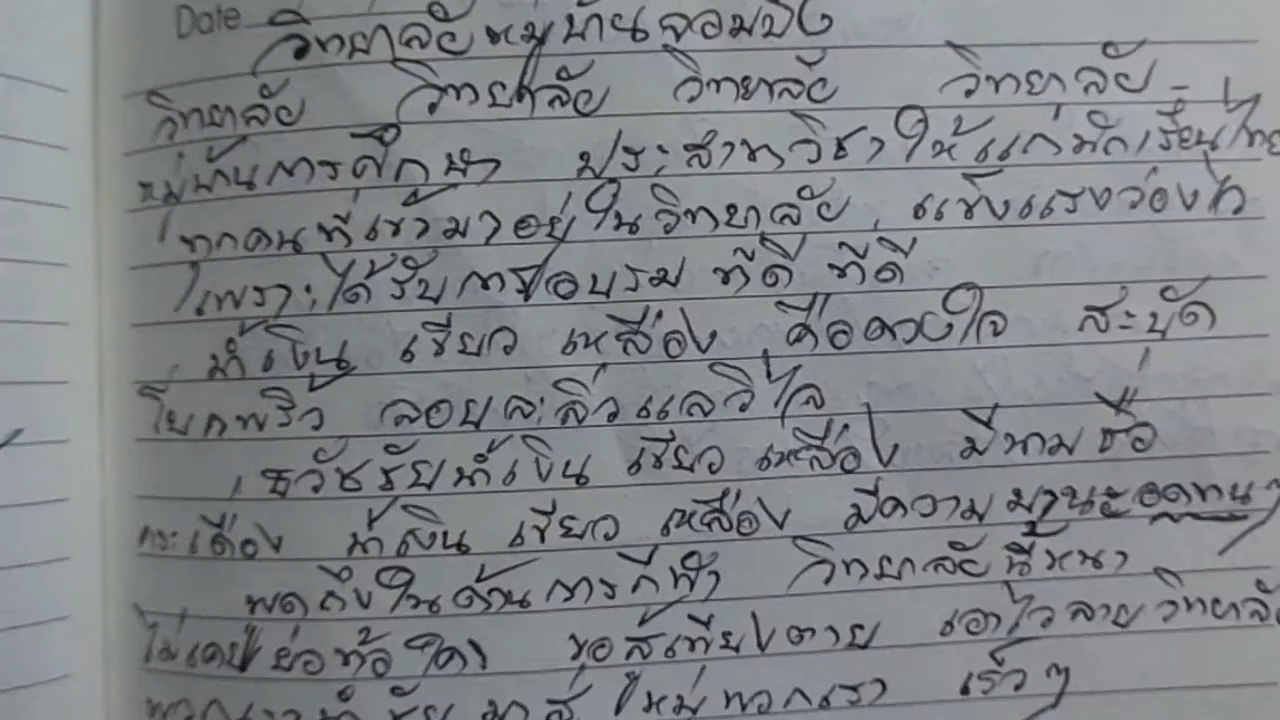 Date
วิทยาลัยหมู่บ้านจอมบึง
วิทยาลัย วิทยาลัย วิทยาลัย วิทยาลัย -
หมู่บ้านการศึกษา ประสาทวิชาให้แก่นักเรียนไทย
ทุกคนที่เข้ามาอยู่ในวิทยาลัย แข็งแรงว่องไว
เพราะได้รับการอบรม ที่ดี ที่ดี
น้ำเงิน เขียว เหลือง คือดวงใจ สะบัด
โบกพริ้ว ลอยละลิ่วแลวิไล
ธวัชชัยน้ำเงิน เขียว เหลือง มีนามชื่อ
กระเดื่อง น้ำเงิน เขียว เหลือง มีความมานะอดทนๆ
พูดถึงในด้านการกีฬา วิทยาลัยนี้หนา
ไม่เคยย่อท้อใคร ขอสู้เพียงตาย เอาไว้ลายวิทยาลัย
พวกเรานำชัยมาสู่ หมู่พวกเรา เร็วๆ